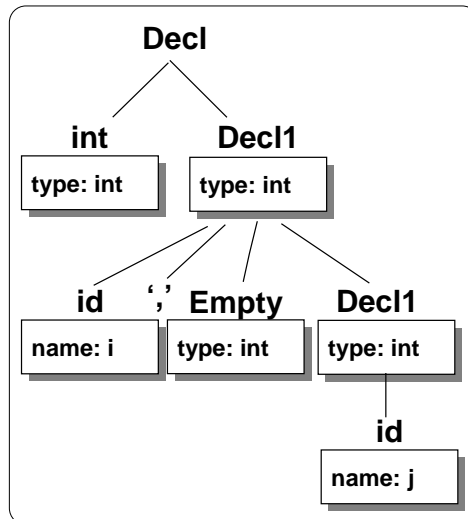 Decl
int Decl1
type: int type: int
id ‘,’ Empty Decl1
name: i type: int type: int
id
name: j